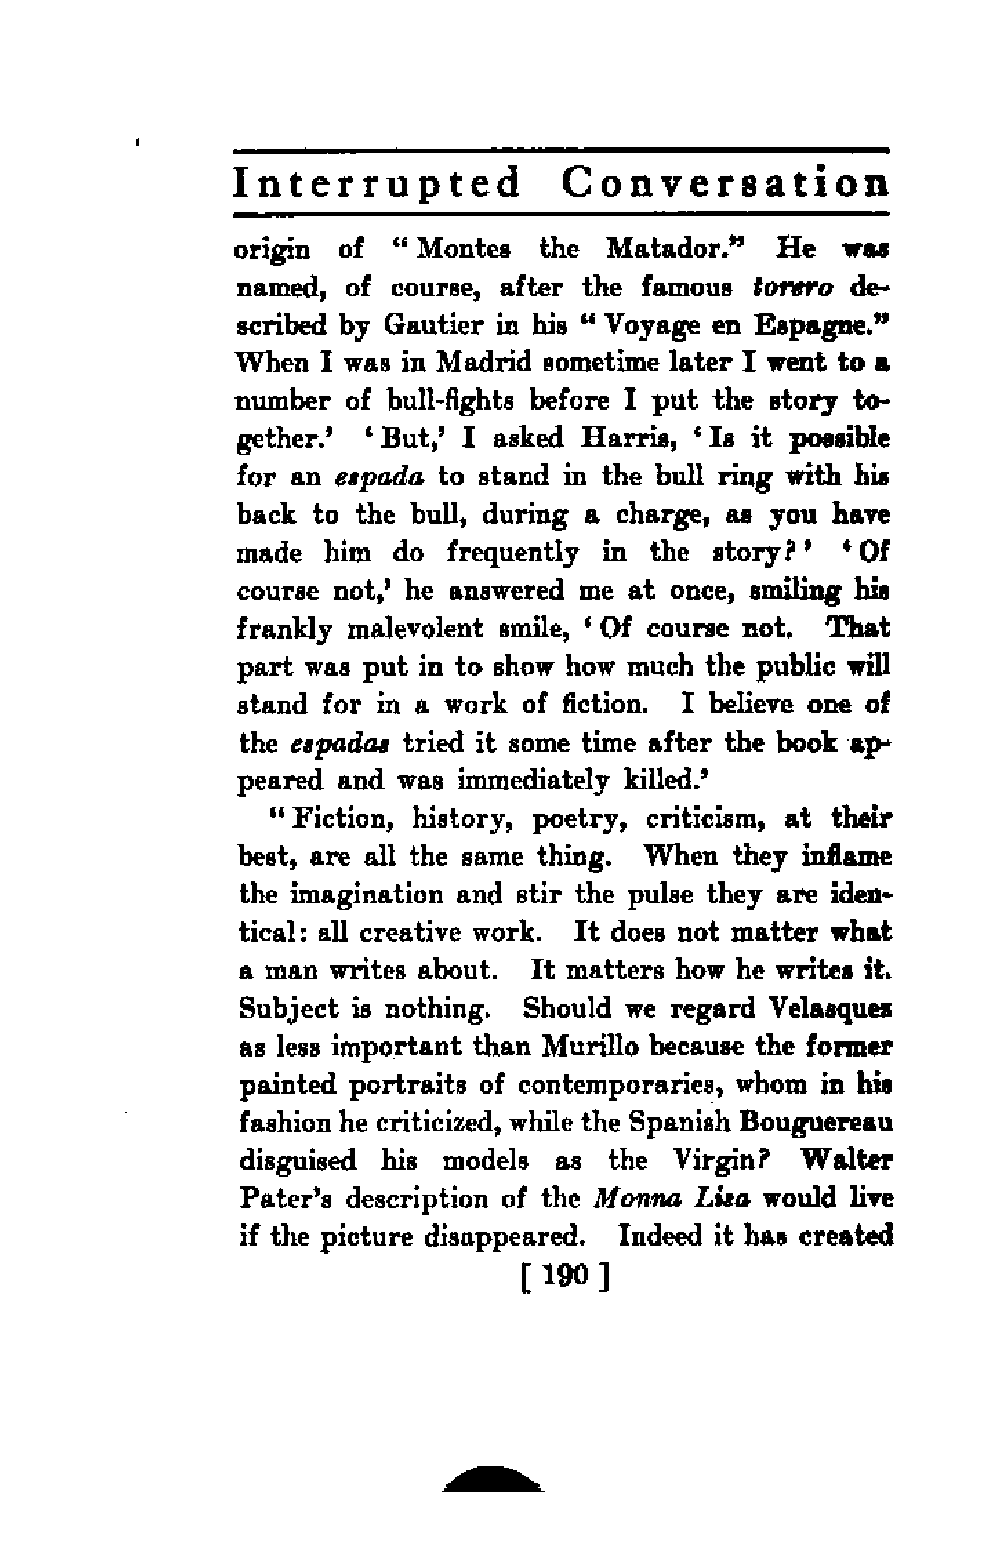 Interrupted Conversation
origin of “Montes the Matador.” He was
named, of course, after the famous torero de-
scribed by Gautier in his “Voyage en Espagne.”
When I was in Madrid sometime later I went to a
number of bull-fights before I put the story to-
gether.’ ‘But,’ I asked Harris, ‘Is it possible
for an espada to stand in the bull ring with his
back to the bull, during a charge, as you have
made him do frequently in the story?’ ‘Of
course not,’ he answered me at once, smiling his
frankly malevolent smile, ‘Of course not. That
part was put in to show how much the public will
stand for in a work of fiction. I believe one of
the espadas tried it some time after the book ap-
peared and was immediately killed.’
“Fiction, history, poetry, criticism, at their
best, are all the same thing. When they inflame
the imagination and stir the pulse they are iden-
tical: all creative work. It does not matter what
a man writes about. It matters how he writes it.
Subject is nothing. Should we regard Velasquez
as less important than Murillo because the former
painted portraits of contemporaries, whom in his
fashion he criticized, while the Spanish Bouguereau
disguised his models as the Virgin? Walter
Pater’s description of the Monna Lisa would live
if the picture disappeared. Indeed it has created
[ 190 ]